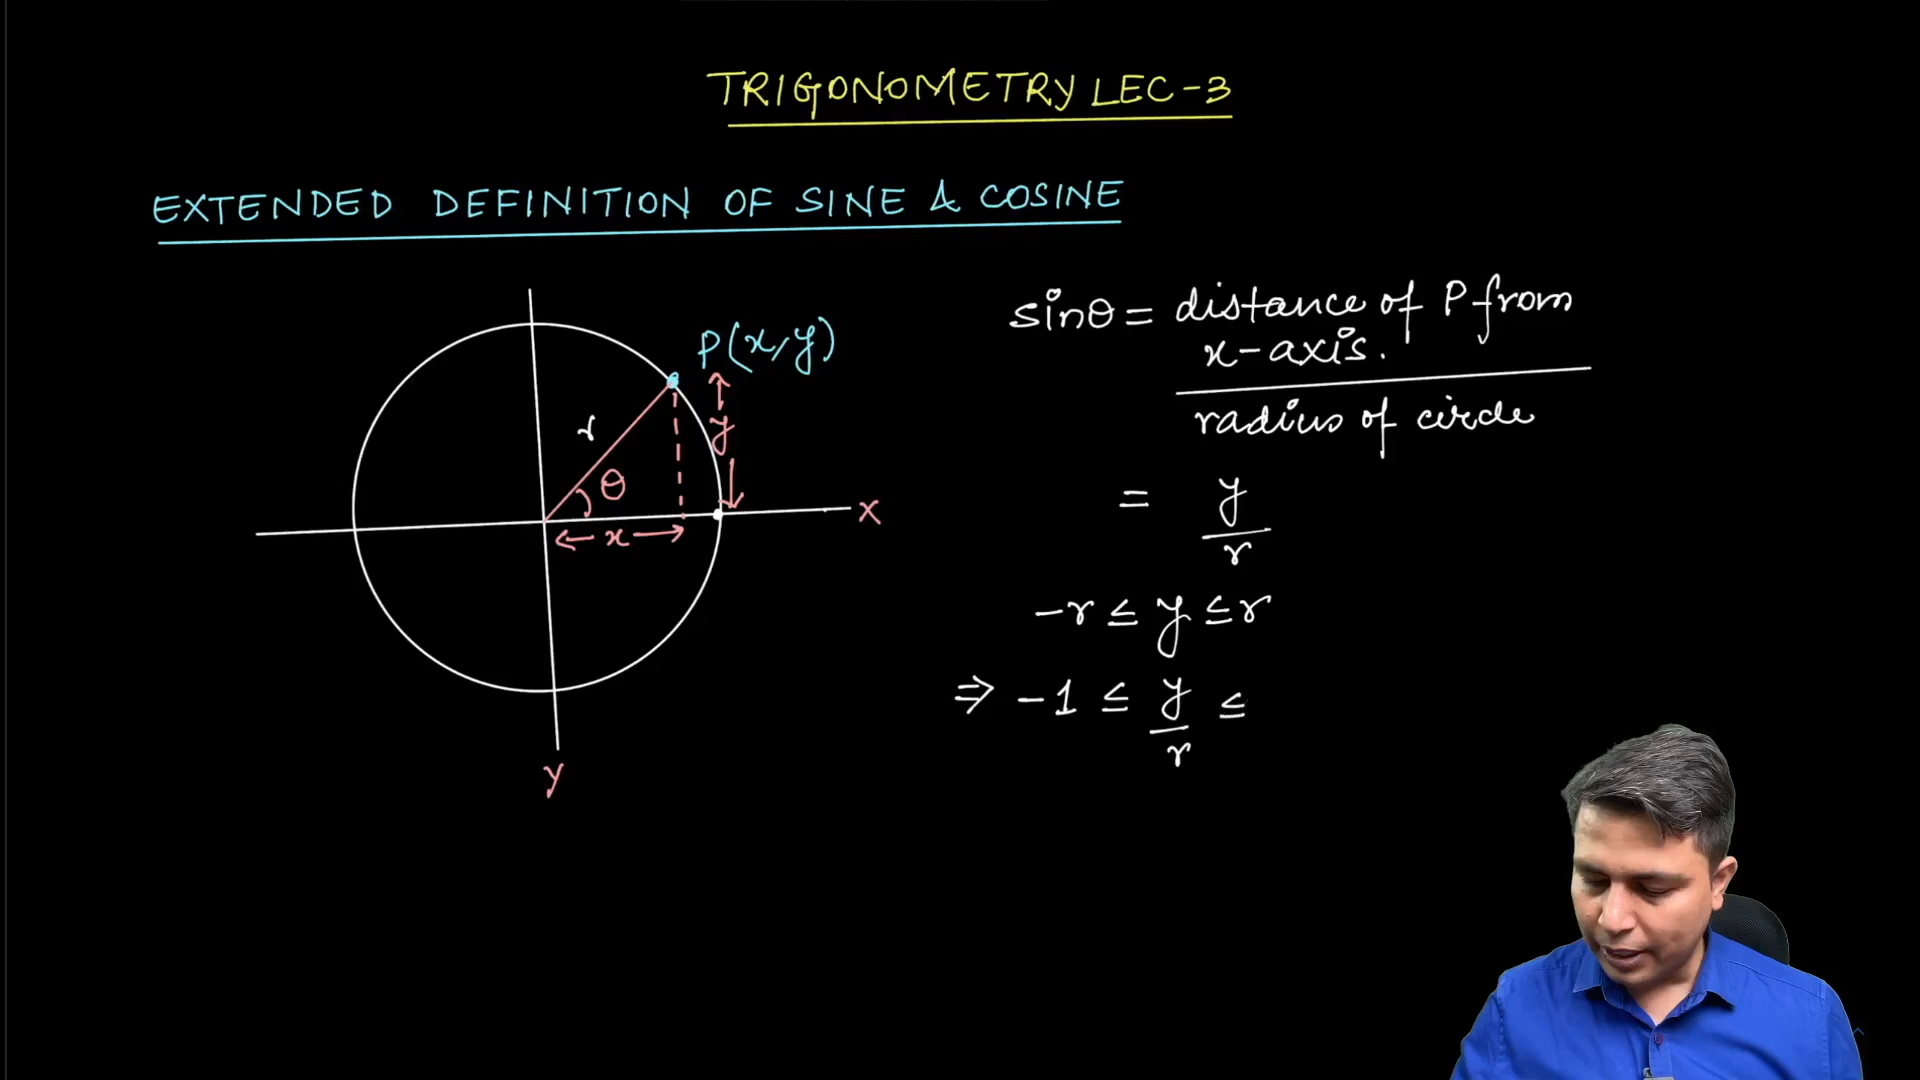 TRIGONOMETRY LEC-3
EXTENDED DEFINITION OF SINE & COSINE
P(x,y)
r
y
θ
x
X
y
sinθ = distance of P from
x-axis.
radius of circle
= y
r
-r ≤ y ≤ r
⇒ -1 ≤ y ≤
r